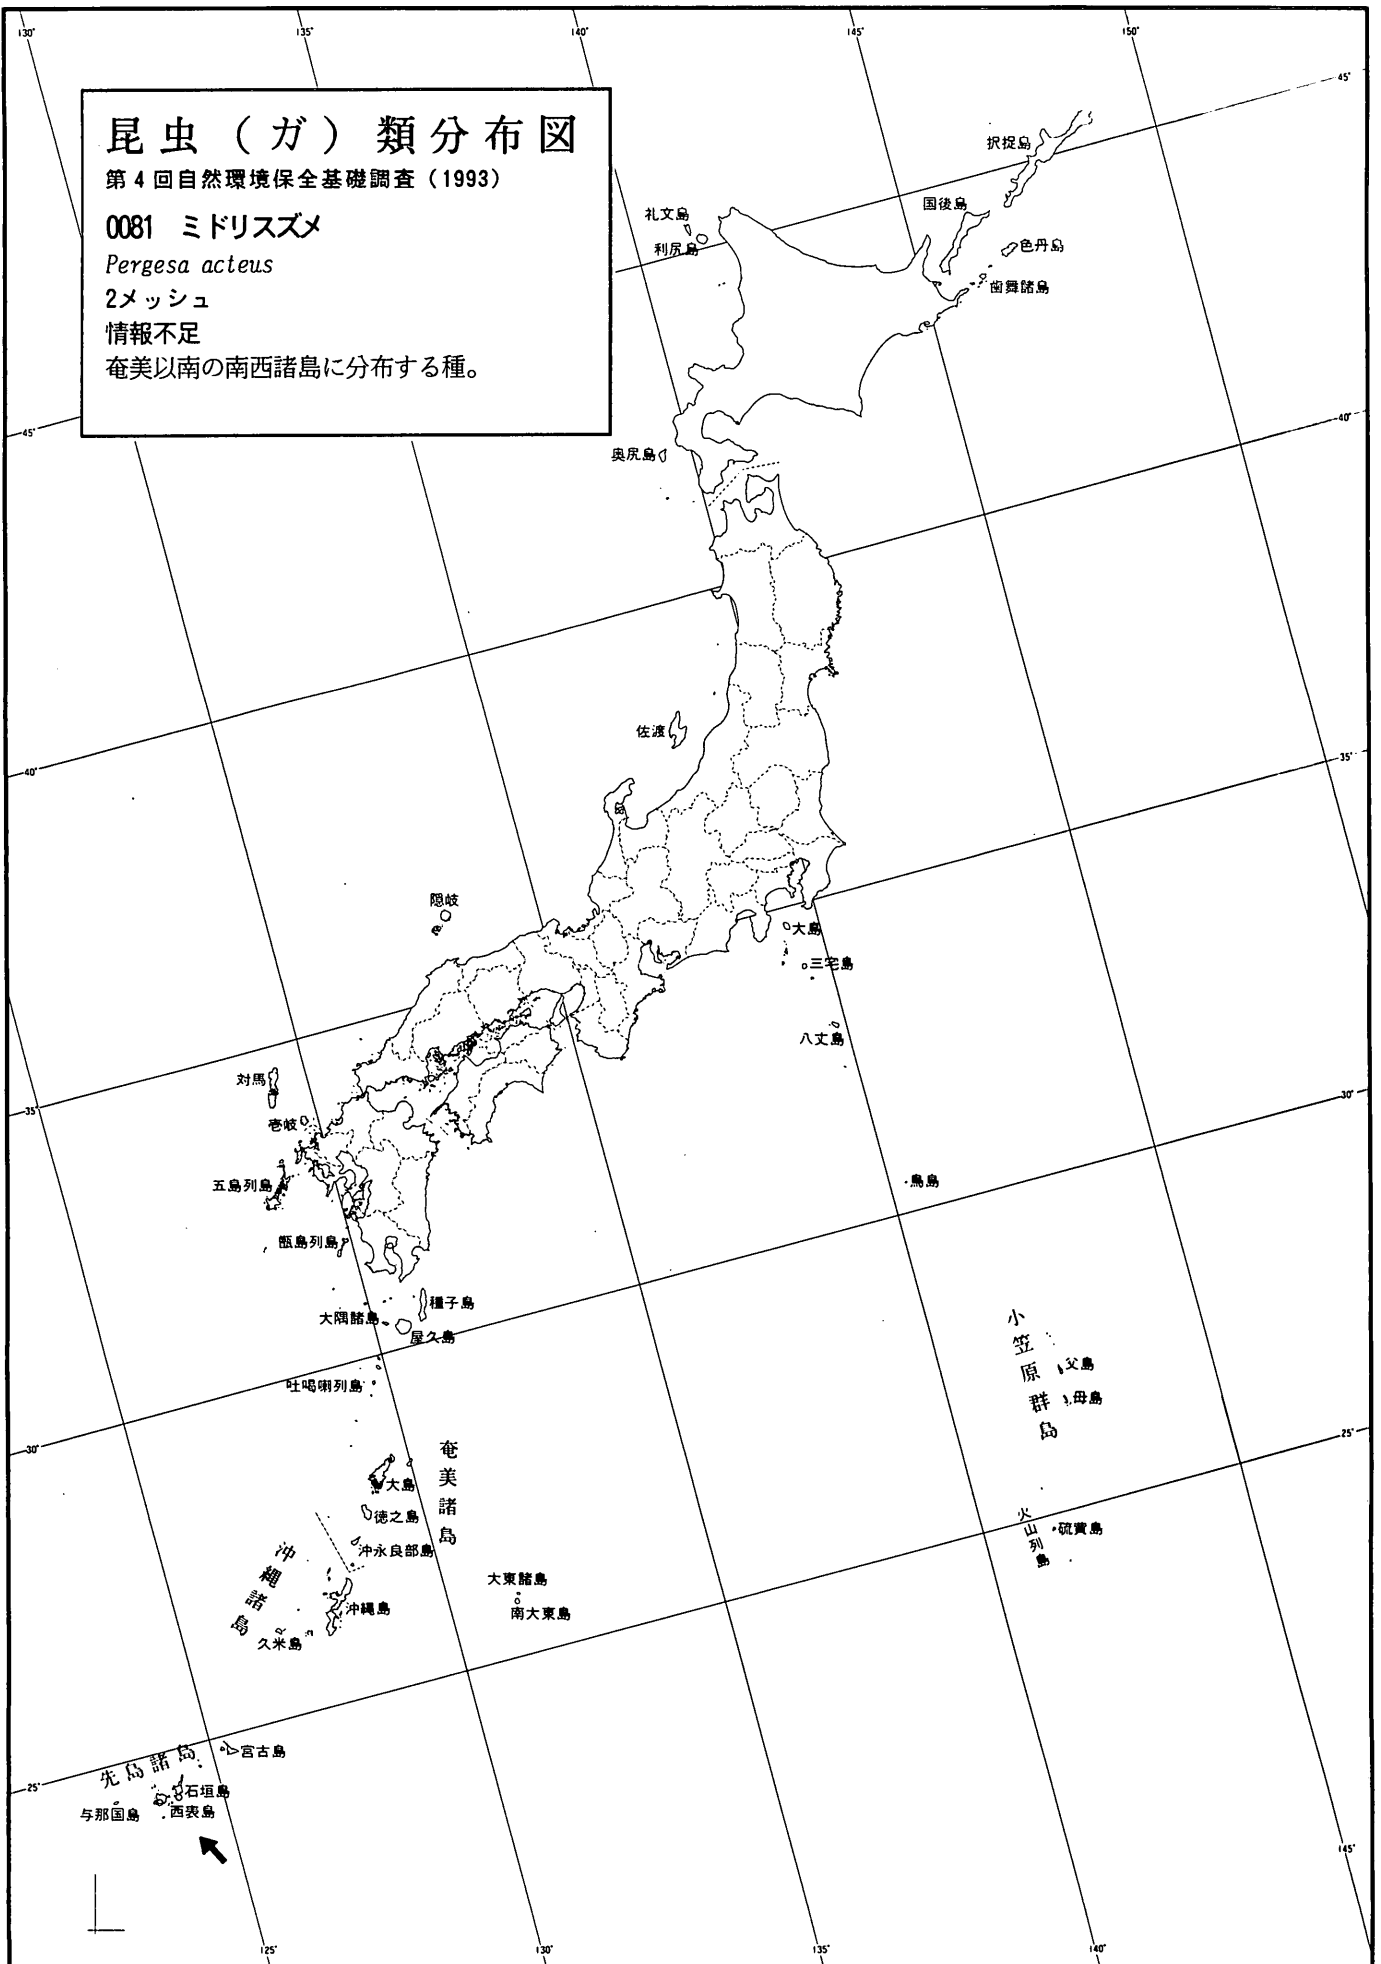 130°
135°
140°
145°
150°
昆虫（ガ）類分布図
第4回自然環境保全基礎調査（1993）
0081 ミドリスズメ
Pergesa acteus
2メッシュ
情報不足
奄美以南の南西諸島に分布する種。
45°
択捉島
国後島
礼文島
利尻島
色丹島
歯舞諸島
40°
45°
奥尻島
佐渡
35°
40°
隠岐
大島
三宅島
八丈島
対馬
30°
35°
壱岐
五島列島
鳥島
甑島列島
種子島
大隅諸島
屋久島
小笠原群島
父島
吐噶喇列島
母島
25°
30°
奄美諸島
大島
徳之島
火山列島
硫黄島
沖縄諸島
沖永良部島
大東諸島
沖縄島
南大東島
久米島
先島諸島
宮古島
25°
石垣島
与那国島
西表島
145°
125°
130°
135°
140°